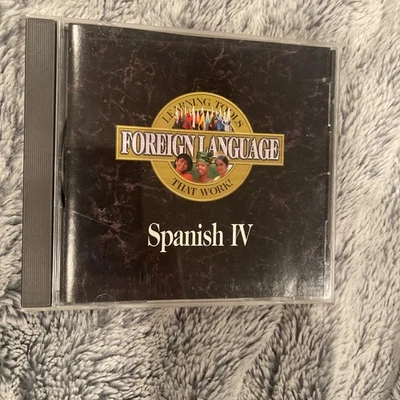 LEARNING TOOLS
FOREIGN LANGUAGE
THAT WORK!
Spanish IV